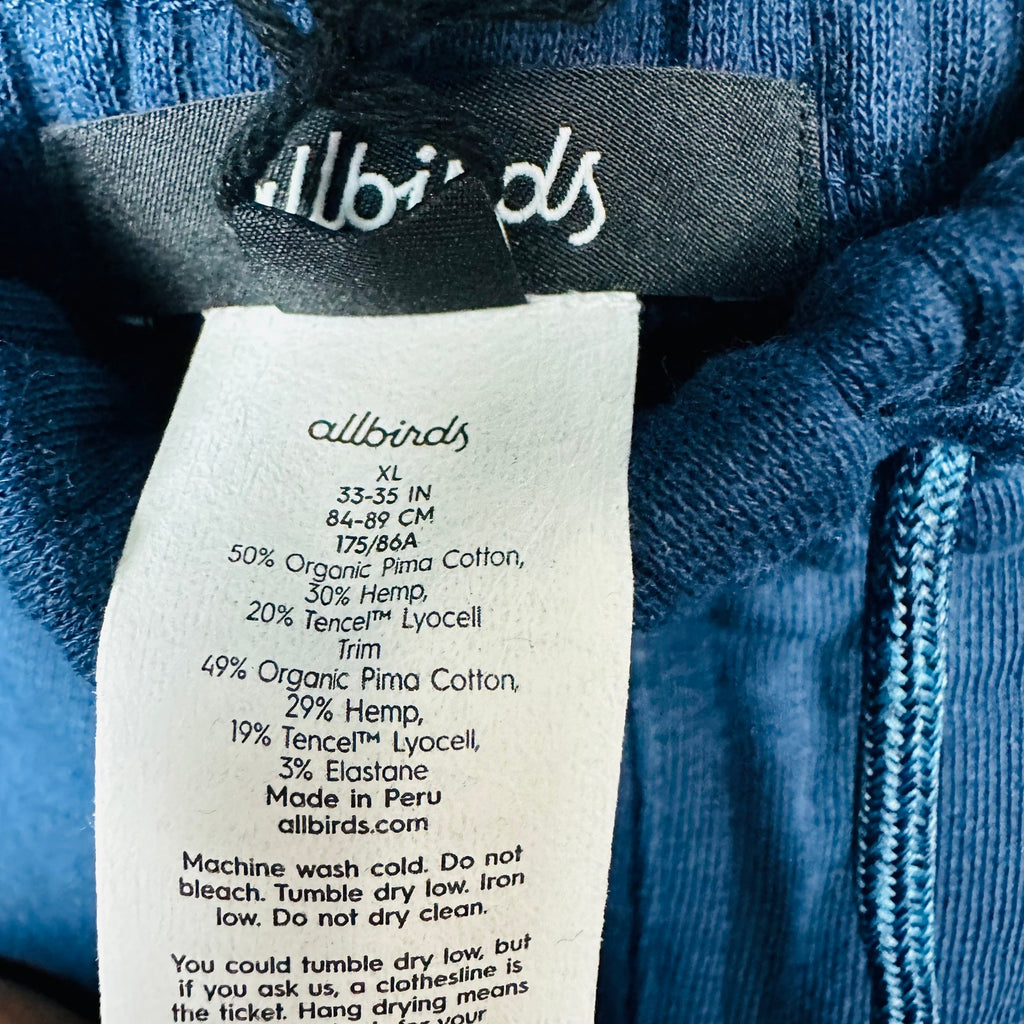 allbirds
allbirds
XL
33-35 IN
84-89 CM
175/86A
50% Organic Pima Cotton,
30% Hemp,
20% Tencel™ Lyocell
Trim
49% Organic Pima Cotton,
29% Hemp,
19% Tencel™ Lyocell,
3% Elastane
Made in Peru
allbirds.com
Machine wash cold. Do not
bleach. Tumble dry low. Iron
low. Do not dry clean.
You could tumble dry low, but
if you ask us, a clothesline is
the ticket. Hang drying means
for your